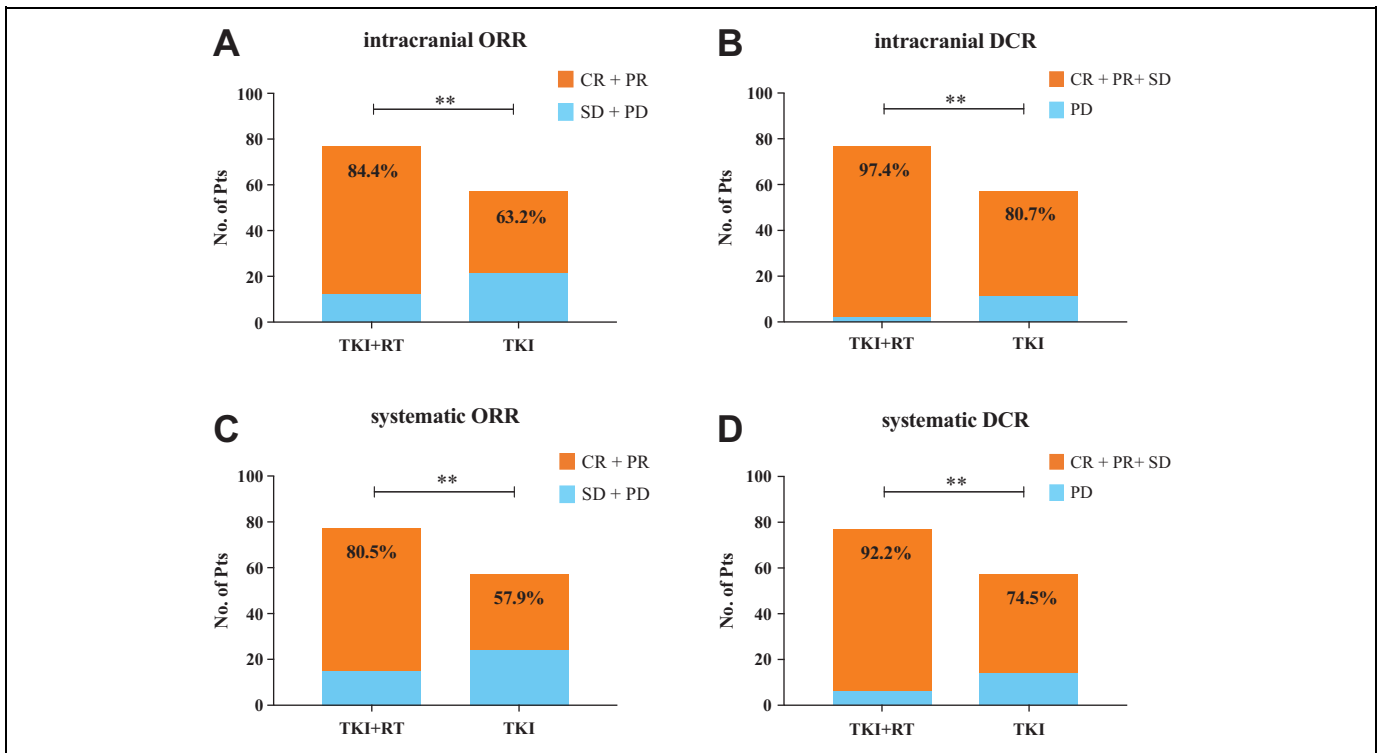 A
intracranial ORR
CR + PR
SD + PD
**
100
80
60
40
20
0
No. of Pts
84.4%
63.2%
TKI+RT
TKI
B
intracranial DCR
CR + PR+ SD
PD
**
100
80
60
40
20
0
No. of Pts
97.4%
80.7%
TKI+RT
TKI
C
systematic ORR
CR + PR
SD + PD
**
100
80
60
40
20
0
No. of Pts
80.5%
57.9%
TKI+RT
TKI
D
systematic DCR
CR + PR+ SD
PD
**
100
80
60
40
20
0
No. of Pts
92.2%
74.5%
TKI+RT
TKI